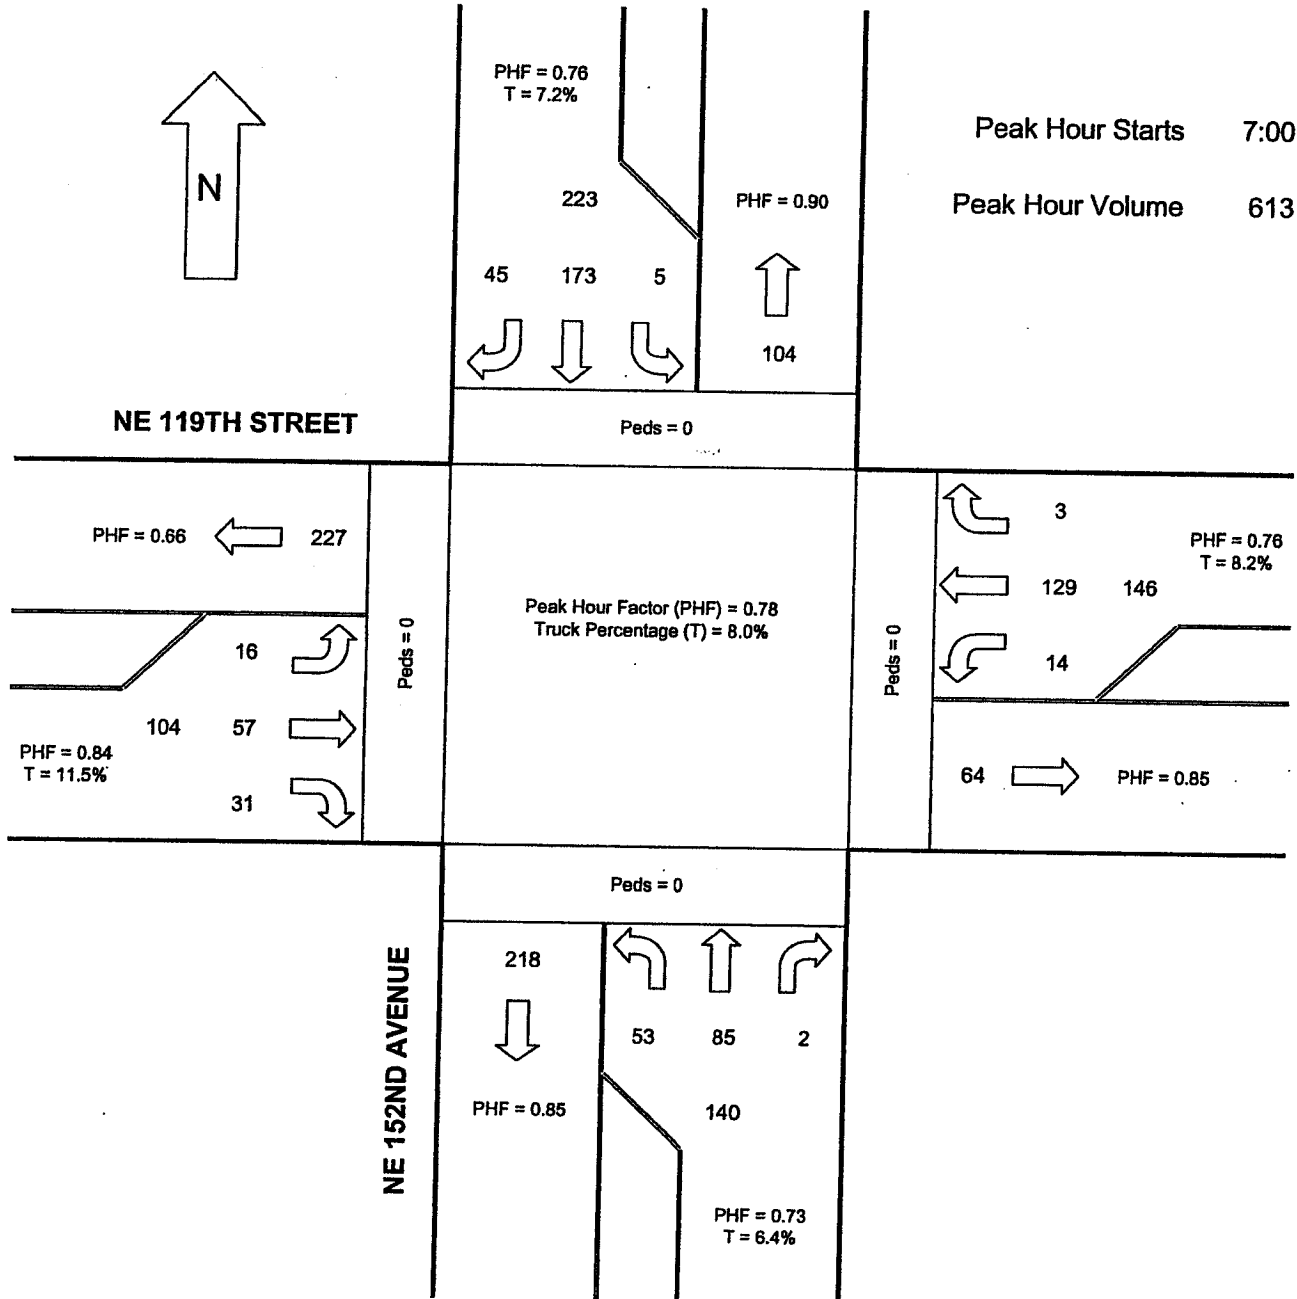 PHF = 0.76
T = 7.2%
Peak Hour Starts 7:00
N
223
PHF = 0.90
Peak Hour Volume 613
45 173 5
104
NE 119TH STREET
Peds = 0
PHF = 0.66 227
3
PHF = 0.76
T = 8.2%
129 146
Peak Hour Factor (PHF) = 0.78
Truck Percentage (T) = 8.0%
Peds = 0
Peds = 0
16
14
104 57
PHF = 0.84
T = 11.5%
31
64 PHF = 0.85
Peds = 0
218
53 85 2
NE 152ND AVENUE
PHF = 0.85
140
PHF = 0.73
T = 6.4%